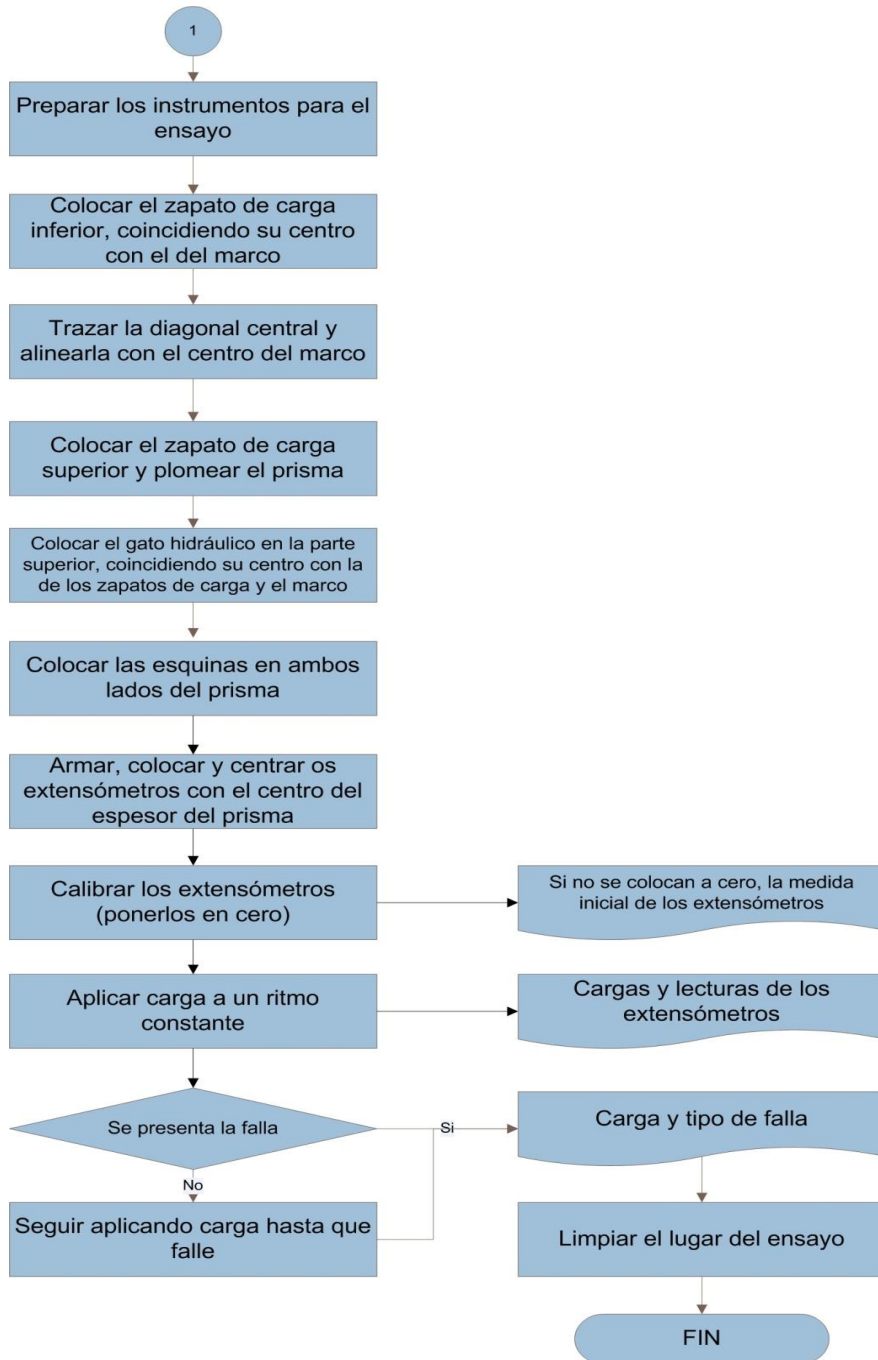 1
Preparar los instrumentos para el
ensayo
Colocar el zapato de carga
inferior, coincidiendo su centro
con el del marco
Trazar la diagonal central y
alinearla con el centro del marco
Colocar el zapato de carga
superior y plomear el prisma
Colocar el gato hidráulico en la parte
superior, coincidiendo su centro con la
de los zapatos de carga y el marco
Colocar las esquinas en ambos
lados del prisma
Armar, colocar y centrar os
extensómetros con el centro del
espesor del prisma
Calibrar los extensómetros
(ponerlos en cero)
Si no se colocan a cero, la medida
inicial de los extensómetros
Aplicar carga a un ritmo
constante
Cargas y lecturas de los
extensómetros
Se presenta la falla
Si
Carga y tipo de falla
No
Seguir aplicando carga hasta que
falle
Limpiar el lugar del ensayo
FIN